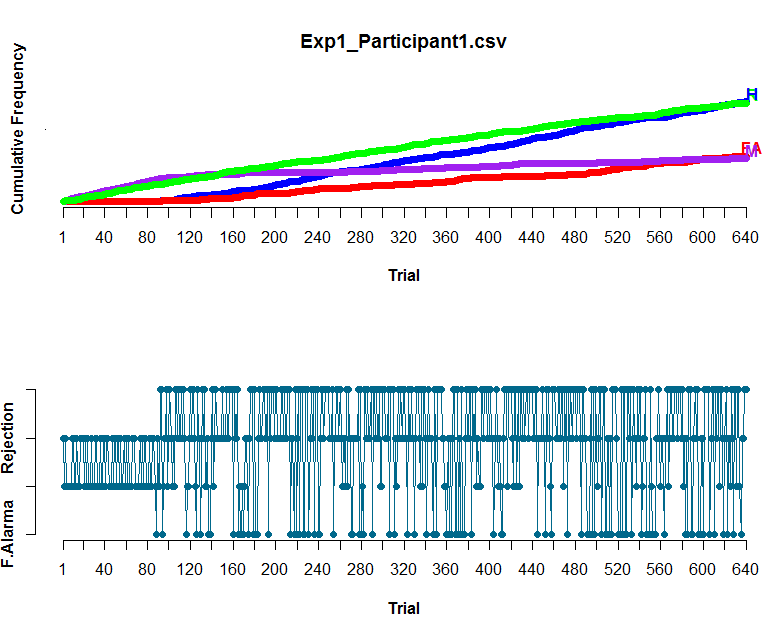 Exp1_Participant1.csv
Cumulative Frequency
H
FA
M
1 40 80 120 160 200 240 280 320 360 400 440 480 520 560 600 640
Trial
Rejection
F.Alarma
1 40 80 120 160 200 240 280 320 360 400 440 480 520 560 600 640
Trial